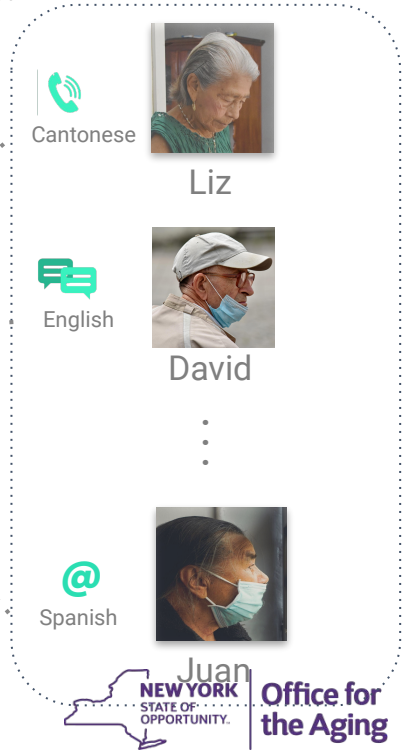 Cantonese
Liz
English
David
@
Spanish
Juan
NEW YORK
STATE OF
OPPORTUNITY.
Office for
the Aging